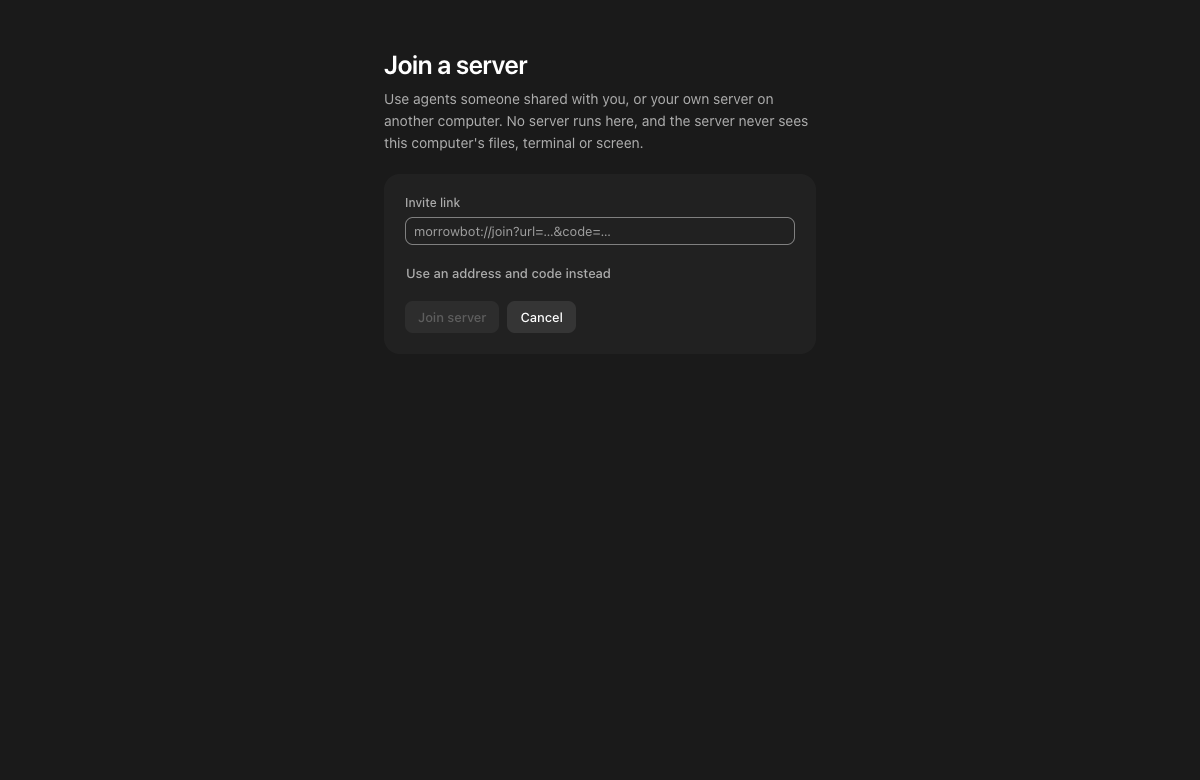 Join a server
Use agents someone shared with you, or your own server on
another computer. No server runs here, and the server never sees
this computer's files, terminal or screen.
Invite link
morrowbot://join?url=...&code=...
Use an address and code instead
Join server
Cancel